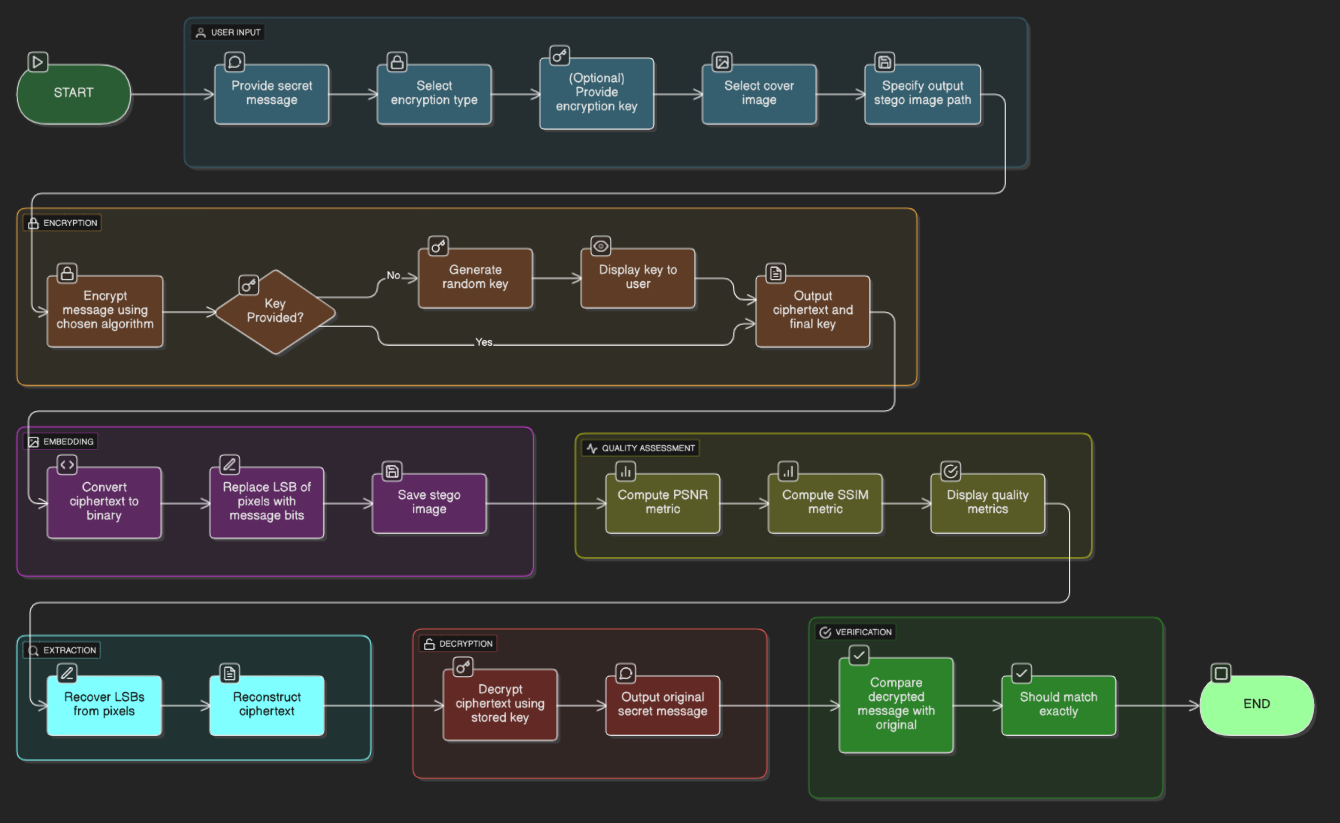 USER INPUT
START
Provide secret
message
Select
encryption type
(Optional)
Provide
encryption key
Select cover
image
Specify output
stego image path
ENCRYPTION
Encrypt
message using
chosen algorithm
Key
Provided?
No
Generate
random key
Display key to
user
Yes
Output
ciphertext and
final key
EMBEDDING
Convert
ciphertext to
binary
Replace LSB of
pixels with
message bits
Save stego
image
QUALITY ASSESSMENT
Compute PSNR
metric
Compute SSIM
metric
Display quality
metrics
EXTRACTION
Recover LSBs
from pixels
Reconstruct
ciphertext
DECRYPTION
Decrypt
ciphertext using
stored key
Output original
secret message
VERIFICATION
Compare
decrypted
message with
original
Should match
exactly
END